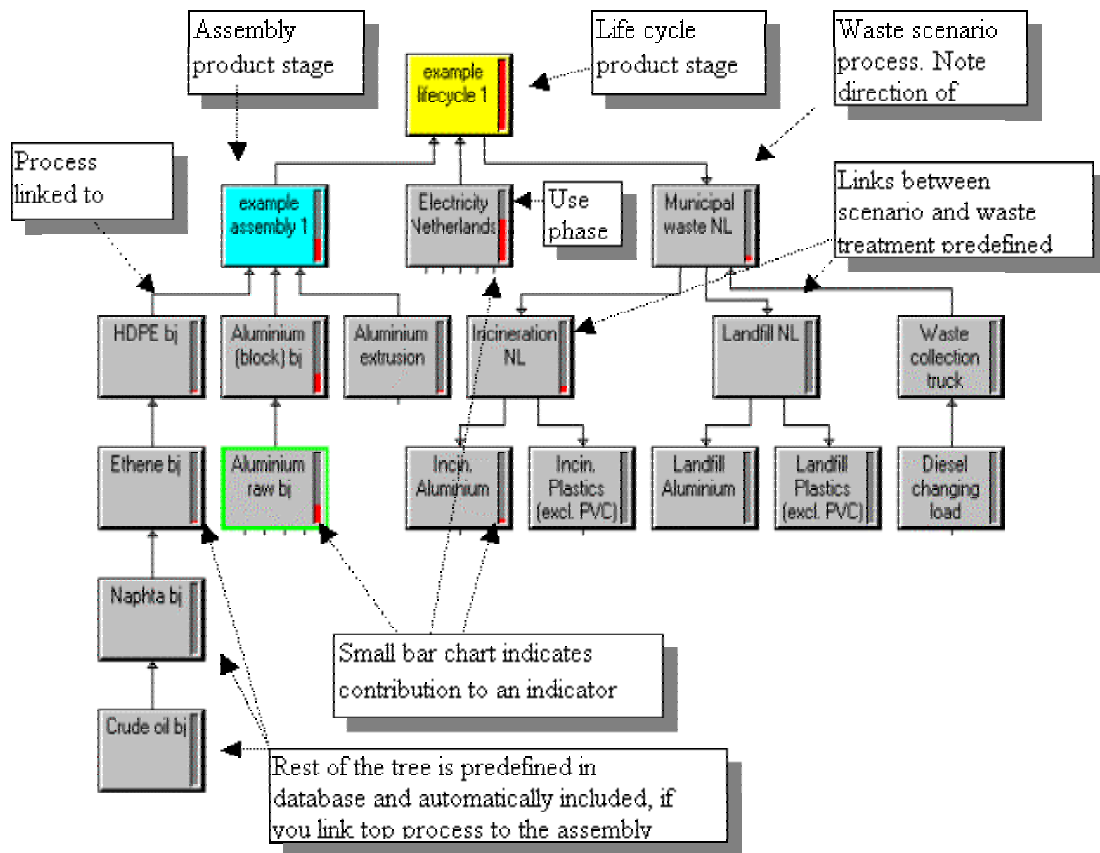 Assembly
product stage
Life cycle
product stage
Waste scenario
process. Note
direction of
example
lifecycle 1
Process
linked to
Links between
scenario and waste
treatment predefined
example
assembly 1
Electricity
Netherlands
Use
phase
Municipal
waste NL
HDPE bj
Aluminium
(block) bj
Aluminium
extrusion
Incineration
NL
Landfill NL
Waste
collection
truck
Ethene bj
Aluminium
raw bj
Incin.
Aluminium
Incin.
Plastics
(excl. PVC)
Landfill
Aluminium
Landfill
Plastics
(excl. PVC)
Diesel
changing
load
Naphta bj
Small bar chart indicates
contribution to an indicator
Crude oil bj
Rest of the tree is predefined in
database and automatically included, if
you link top process to the assembly